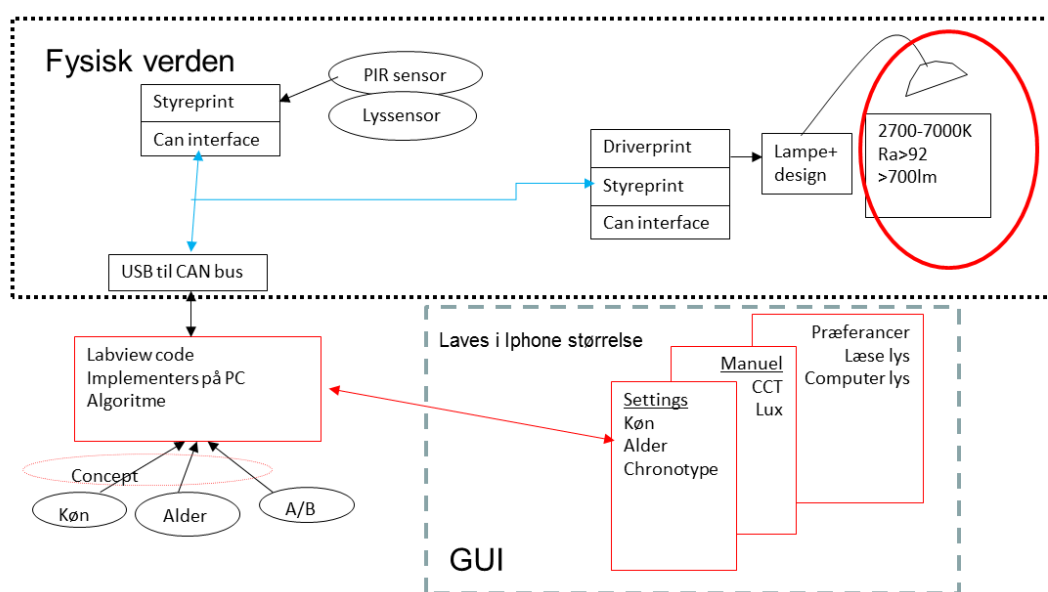 Fysisk verden
PIR sensor
Lyssensor
Styreprint
Can interface
Driverprint
Styreprint
Can interface
Lampe+
design
2700-7000K
Ra>92
>700lm
USB til CAN bus
Labview code
Implementers på PC
Algoritme
Concept
Køn
Alder
A/B
Laves i Iphone størrelse
Settings
Køn
Alder
Chronotype
Manuel
CCT
Lux
Præferancer
Læse lys
Computer lys
GUI